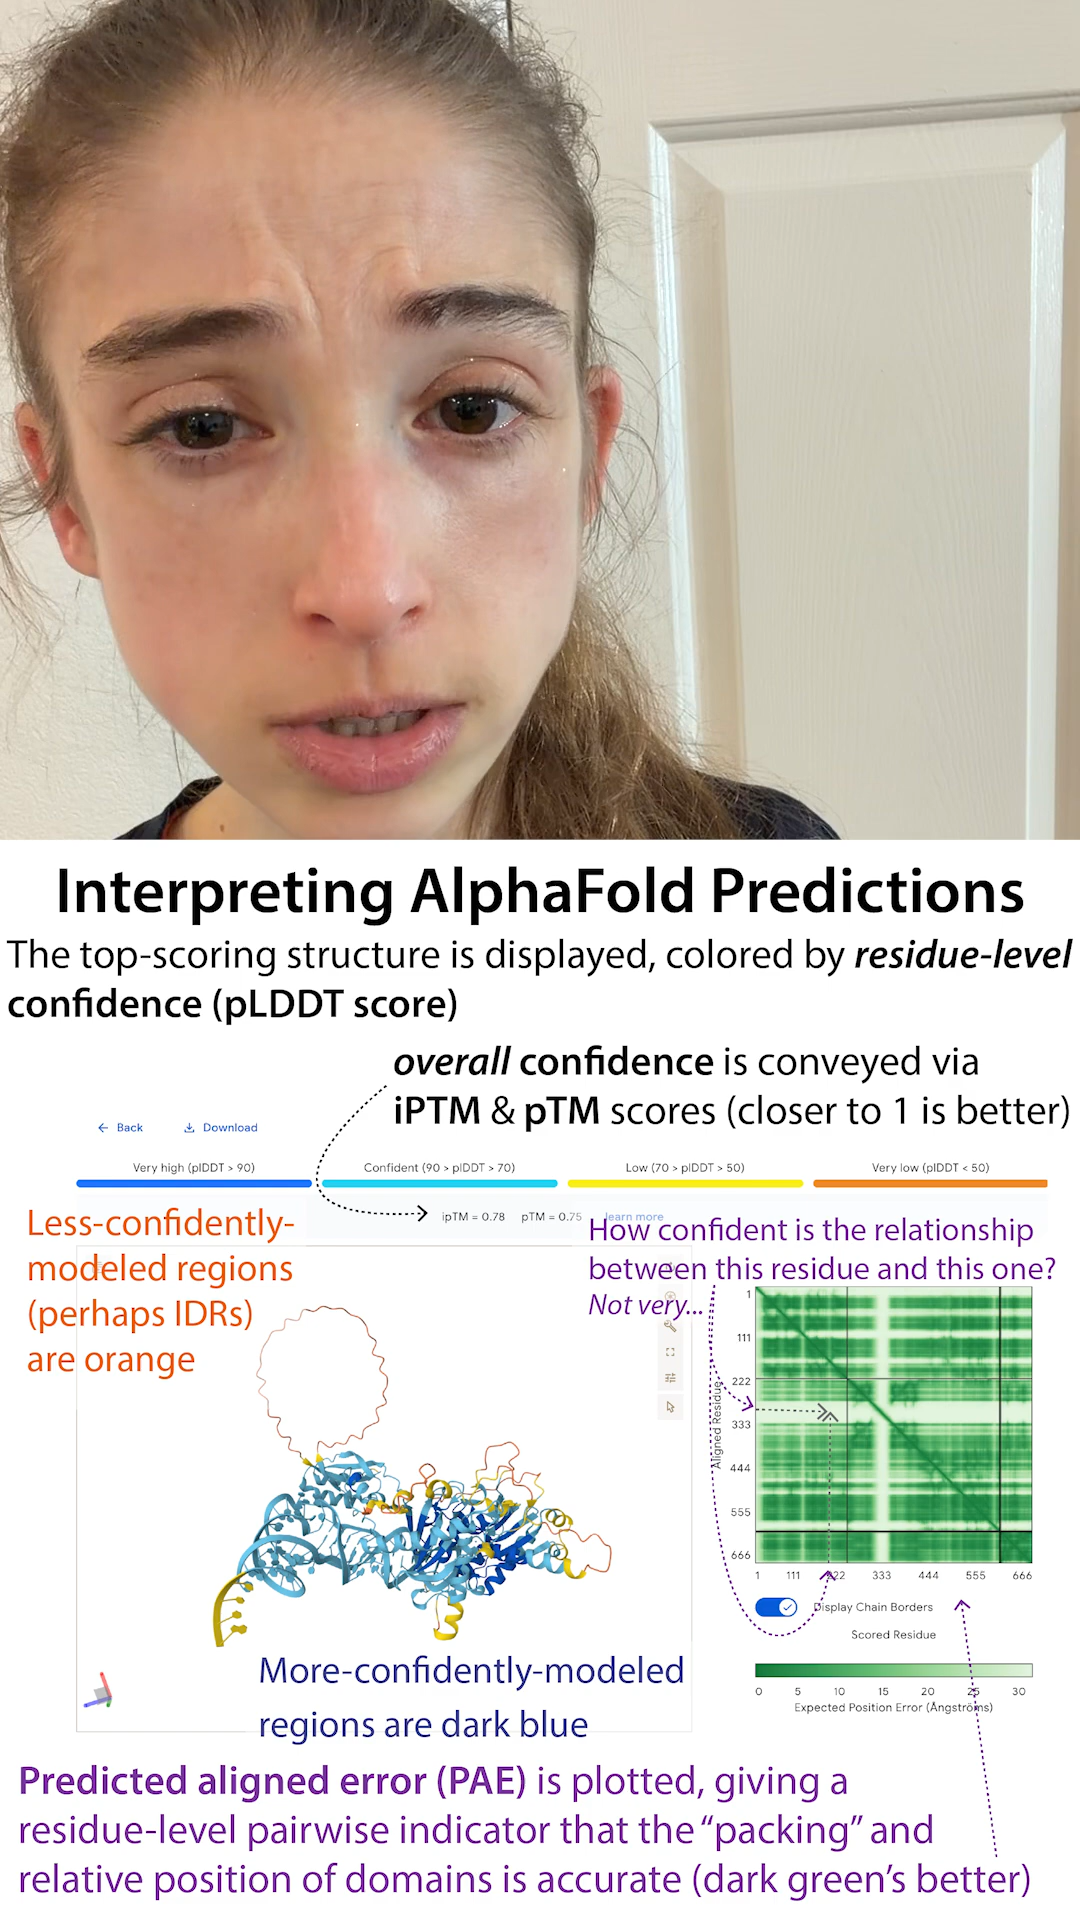 Interpreting AlphaFold Predictions
The top-scoring structure is displayed, colored by residue-level
confidence (pLDDT score)
overall confidence is conveyed via
iPTM & pTM scores (closer to 1 is better)
Back
Download
Very high (plDDT > 90)
Confident (90 > plDDT > 70)
Low (70 > plDDT > 50)
Very low (plDDT < 50)
ipTM = 0.78 pTM = 0.75 learn more
Less-confidently-
modeled regions
(perhaps IDRs)
are orange
How confident is the relationship
between this residue and this one?
Not very...
Aligned Residue
1
111
222
333
444
555
666
1 111 222 333 444 555 666
Display Chain Borders
Scored Residue
0 5 10 15 20 25 30
Expected Position Error (Ångströms)
More-confidently-modeled
regions are dark blue
Predicted aligned error (PAE) is plotted, giving a
residue-level pairwise indicator that the “packing” and
relative position of domains is accurate (dark green’s better)